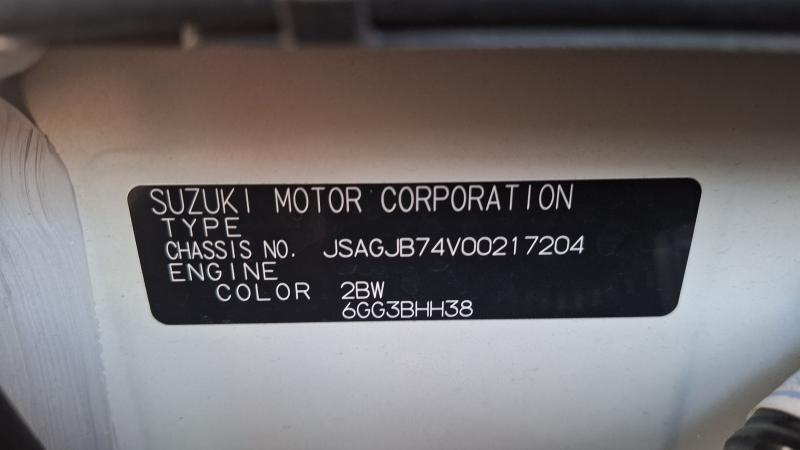 SUZUKI MOTOR CORPORATION
TYPE
CHASSIS NO. JSAGJB74V00217204
ENGINE
COLOR 2BW
6GG3BHH38